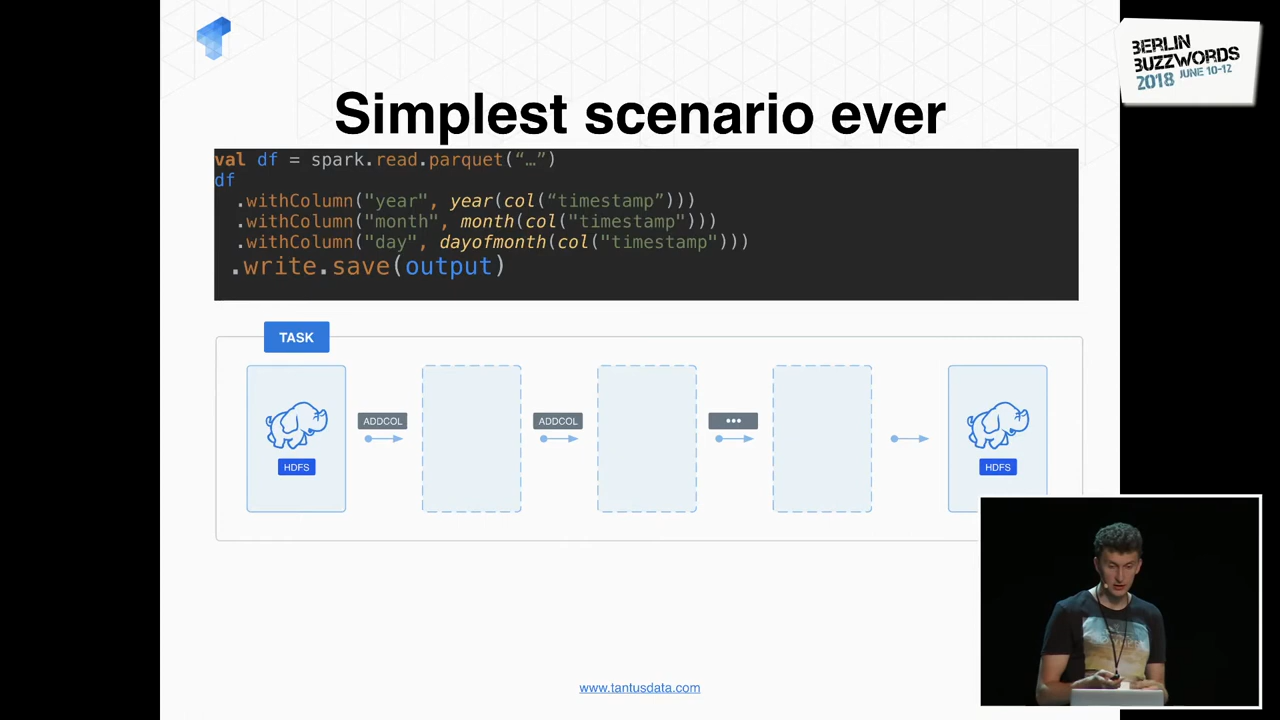 BERLIN
BUZZWORDS
2018 JUNE 10-12
Simplest scenario ever
val df = spark.read.parquet(“…”)
df
.withColumn("year", year(col(“timestamp”)))
.withColumn("month", month(col("timestamp")))
.withColumn("day", dayofmonth(col("timestamp")))
.write.save(output)
TASK
ADDCOL
ADDCOL
•••
HDFS
HDFS
www.tantusdata.com